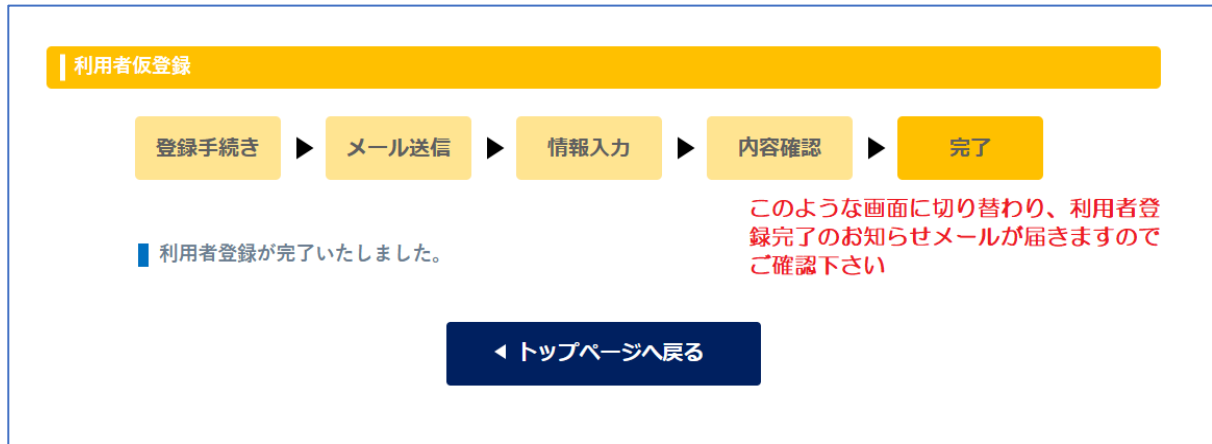 利用者仮登録
登録手続き ▶ メール送信 ▶ 情報入力 ▶ 内容確認 ▶ 完了
このような画面に切り替わり、利用者登
録完了のお知らせメールが届きますので
ご確認下さい
利用者登録が完了いたしました。
◀ トップページへ戻る